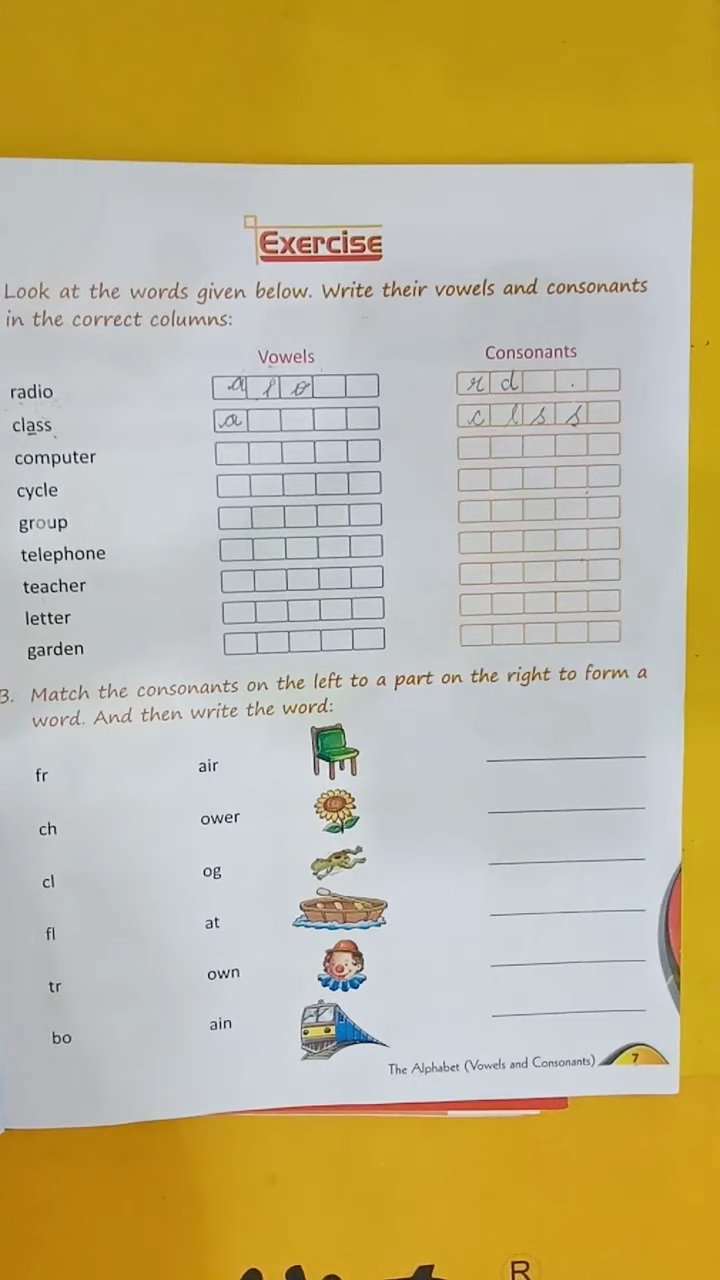 Exercise
Look at the words given below. Write their vowels and consonants
in the correct columns:
Vowels Consonants
radio a i o r d
class a c l s s
computer
cycle
group
telephone
teacher
letter
garden
3. Match the consonants on the left to a part on the right to form a
word. And then write the word:
fr air
ch ower
cl og
fl at
tr own
bo ain
The Alphabet (Vowels and Consonants) 7
R